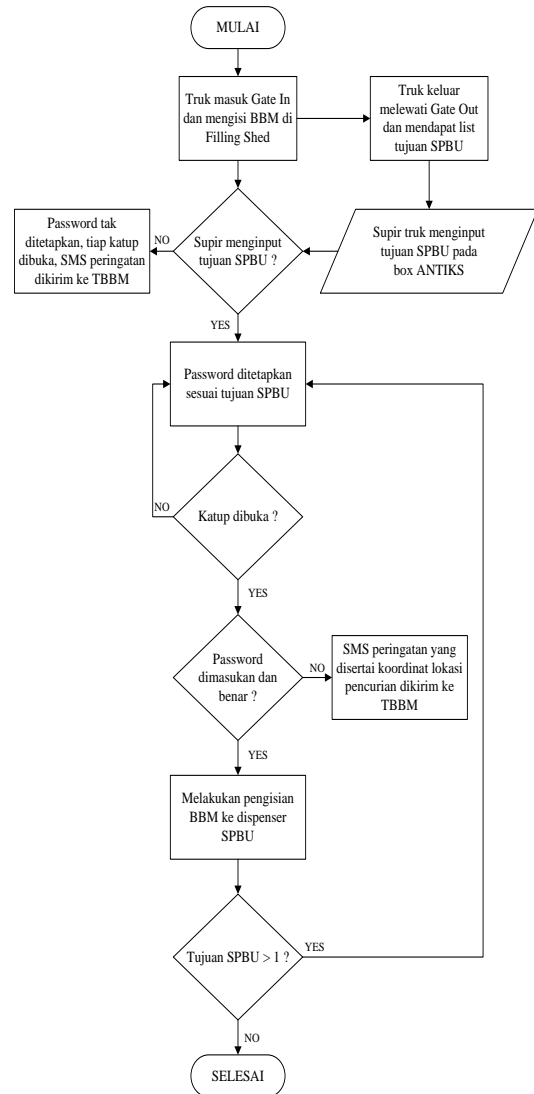 MULAI
Truk masuk Gate In
dan mengisi BBM di
Filling Shed
Truk keluar
melewati Gate Out
dan mendapat list
tujuan SPBU
Supir truk menginput
tujuan SPBU pada
box ANTIKS
Supir menginput
tujuan SPBU ?
NO
Password tak
ditetapkan, tiap katup
dibuka, SMS peringatan
dikirim ke TBBM
YES
Password ditetapkan
sesuai tujuan SPBU
Katup dibuka ?
NO
YES
Password
dimasukan dan
benar ?
NO
SMS peringatan yang
disertai koordinat lokasi
pencurian dikirim ke
TBBM
YES
Melakukan pengisian
BBM ke dispenser
SPBU
Tujuan SPBU > 1 ?
YES
NO
SELESAI